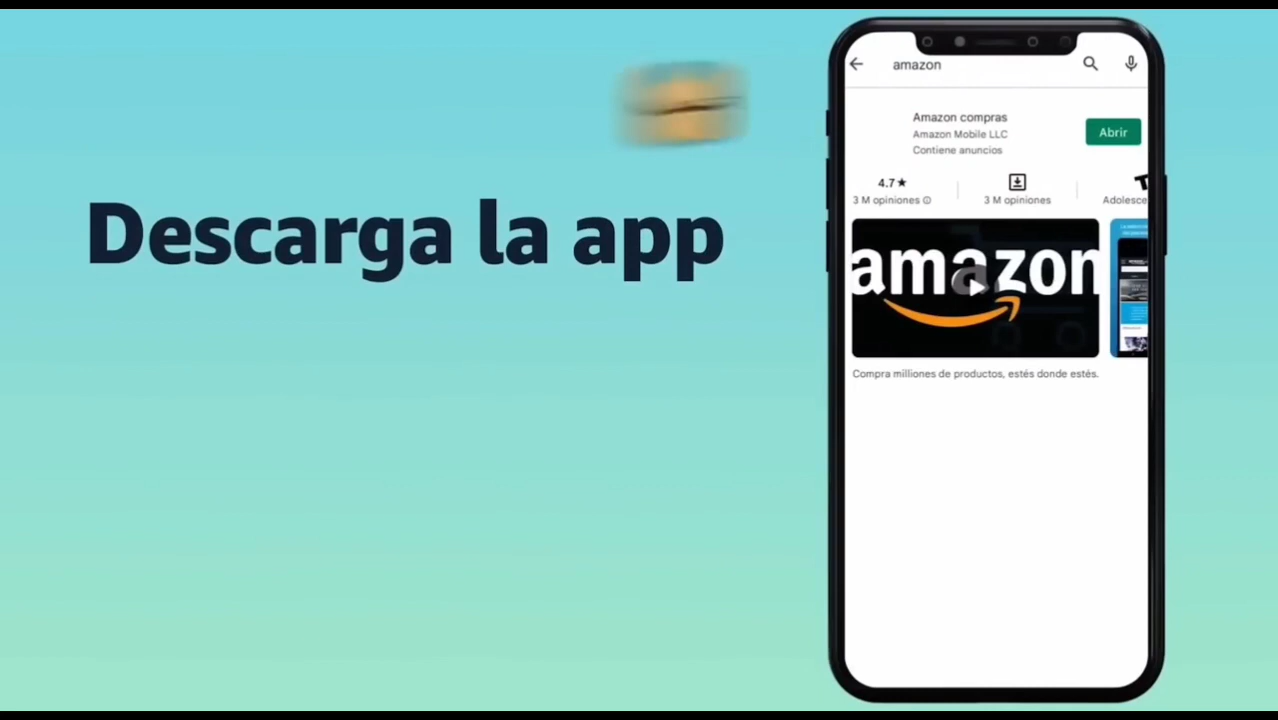 Descarga la app
amazon
Amazon compras
Amazon Mobile LLC
Contiene anuncios
Abrir
4.7★
3 M opiniones
3 M opiniones
Adolesce
amazon
Compra milliones de productos, estés donde estés.